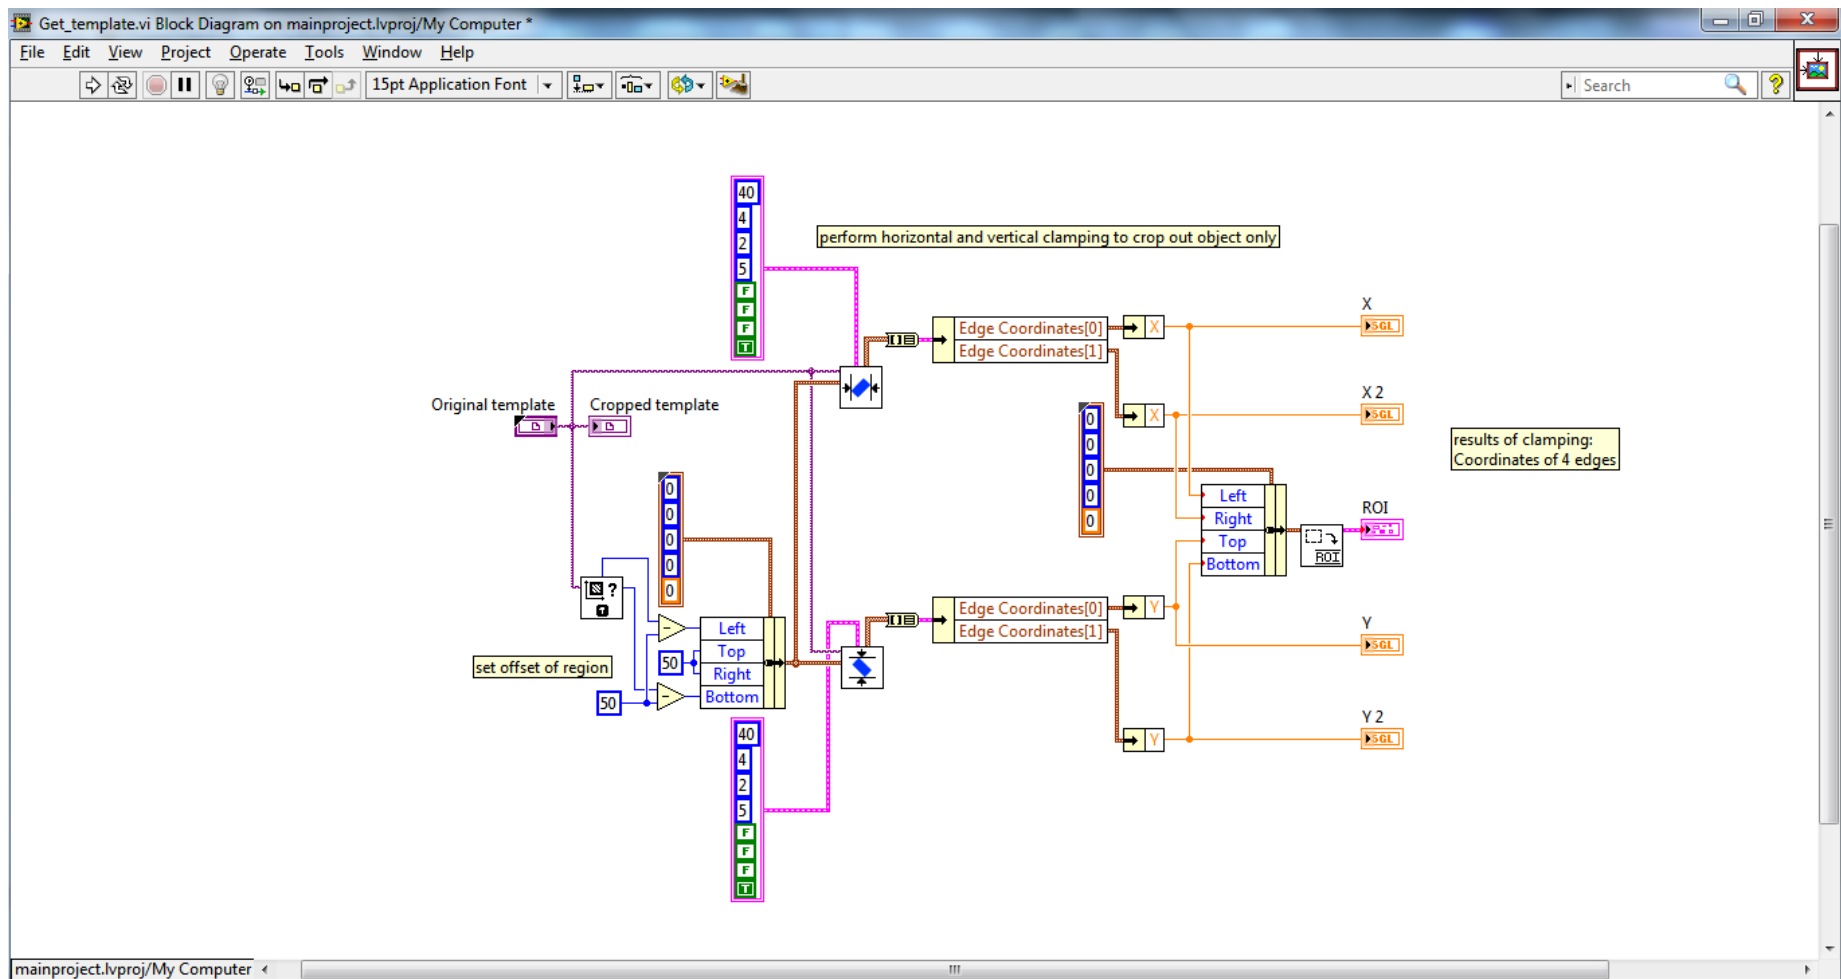 Get_template.vi Block Diagram on mainproject.lvproj/My Computer *
File Edit View Project Operate Tools Window Help
15pt Application Font
Search
?
40
4
2
5
F
F
F
T
perform horizontal and vertical clamping to crop out object only
Edge Coordinates[0]
Edge Coordinates[1]
X
X
X
SGL
X 2
SGL
Original template
Cropped template
0
0
0
0
0
results of clamping:
Coordinates of 4 edges
Left
Right
Top
Bottom
ROI
ROI
0
0
0
0
0
?
T
set offset of region
50
50
Left
Top
Right
Bottom
Edge Coordinates[0]
Edge Coordinates[1]
Y
Y
Y
SGL
Y 2
SGL
40
4
2
5
F
F
F
T
mainproject.lvproj/My Computer